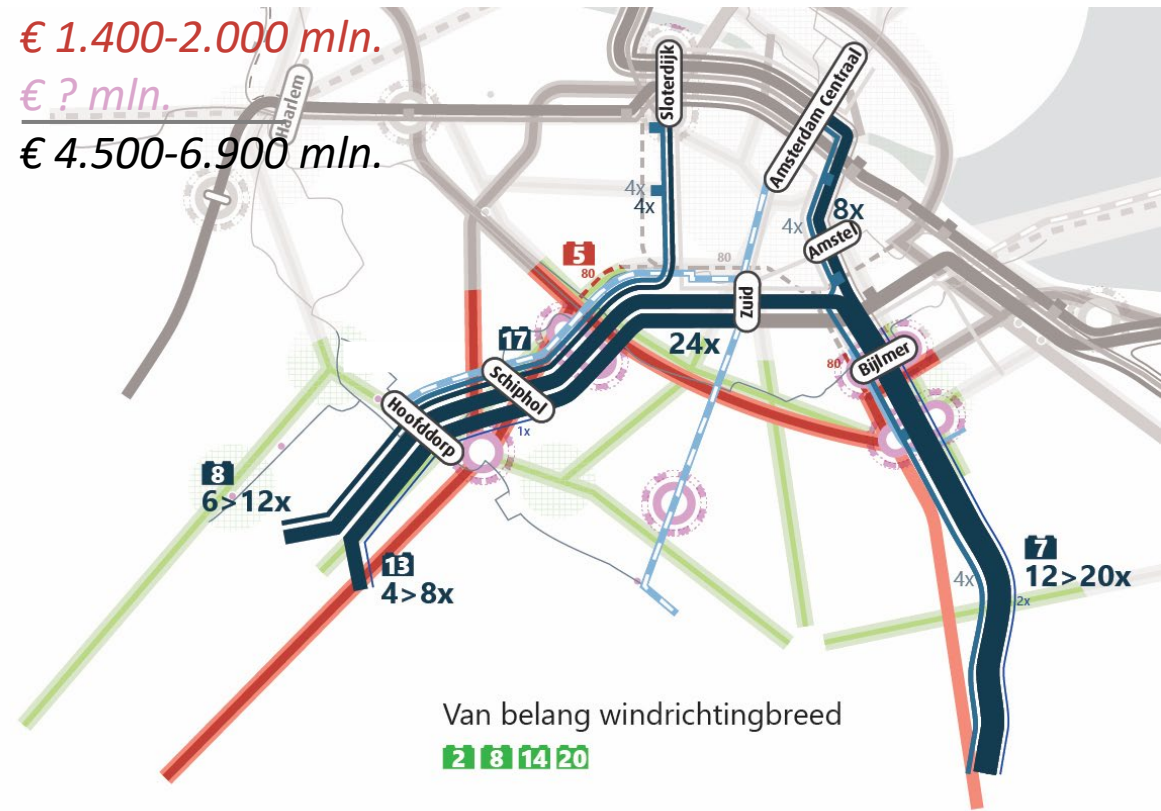 € 1.400-2.000 mln.
€ ? mln.
€ 4.500-6.900 mln.
Haarlem
Sloterdijk
Amsterdam Centraal
4x
4x
8x
4x
Amstel
5
80
80
Zuid
17
24x
80
Bijlmer
Schiphol
Hoofddorp
1x
8
6>12x
13
4>8x
7
12>20x
4x
2x
Van belang windrichtingbreed
2 8 14 20